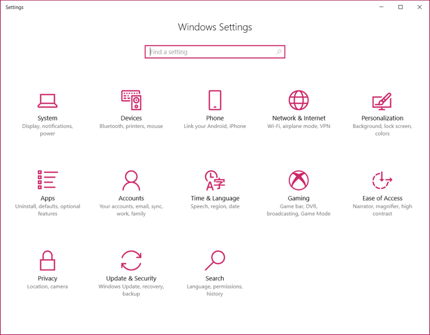 Settings
Windows Settings
Find a setting
System
Display, notifications,
power
Devices
Bluetooth, printers, mouse
Phone
Link your Android, iPhone
Network & Internet
Wi-Fi, airplane mode, VPN
Personalization
Background, lock screen,
colors
Apps
Uninstall, defaults, optional
features
Accounts
Your accounts, email, sync,
work, family
A字
Time & Language
Speech, region, date
Gaming
Game bar, DVR,
broadcasting, Game Mode
Ease of Access
Narrator, magnifier, high
contrast
Privacy
Location, camera
Update & Security
Windows Update, recovery,
backup
Search
Language, permissions,
history